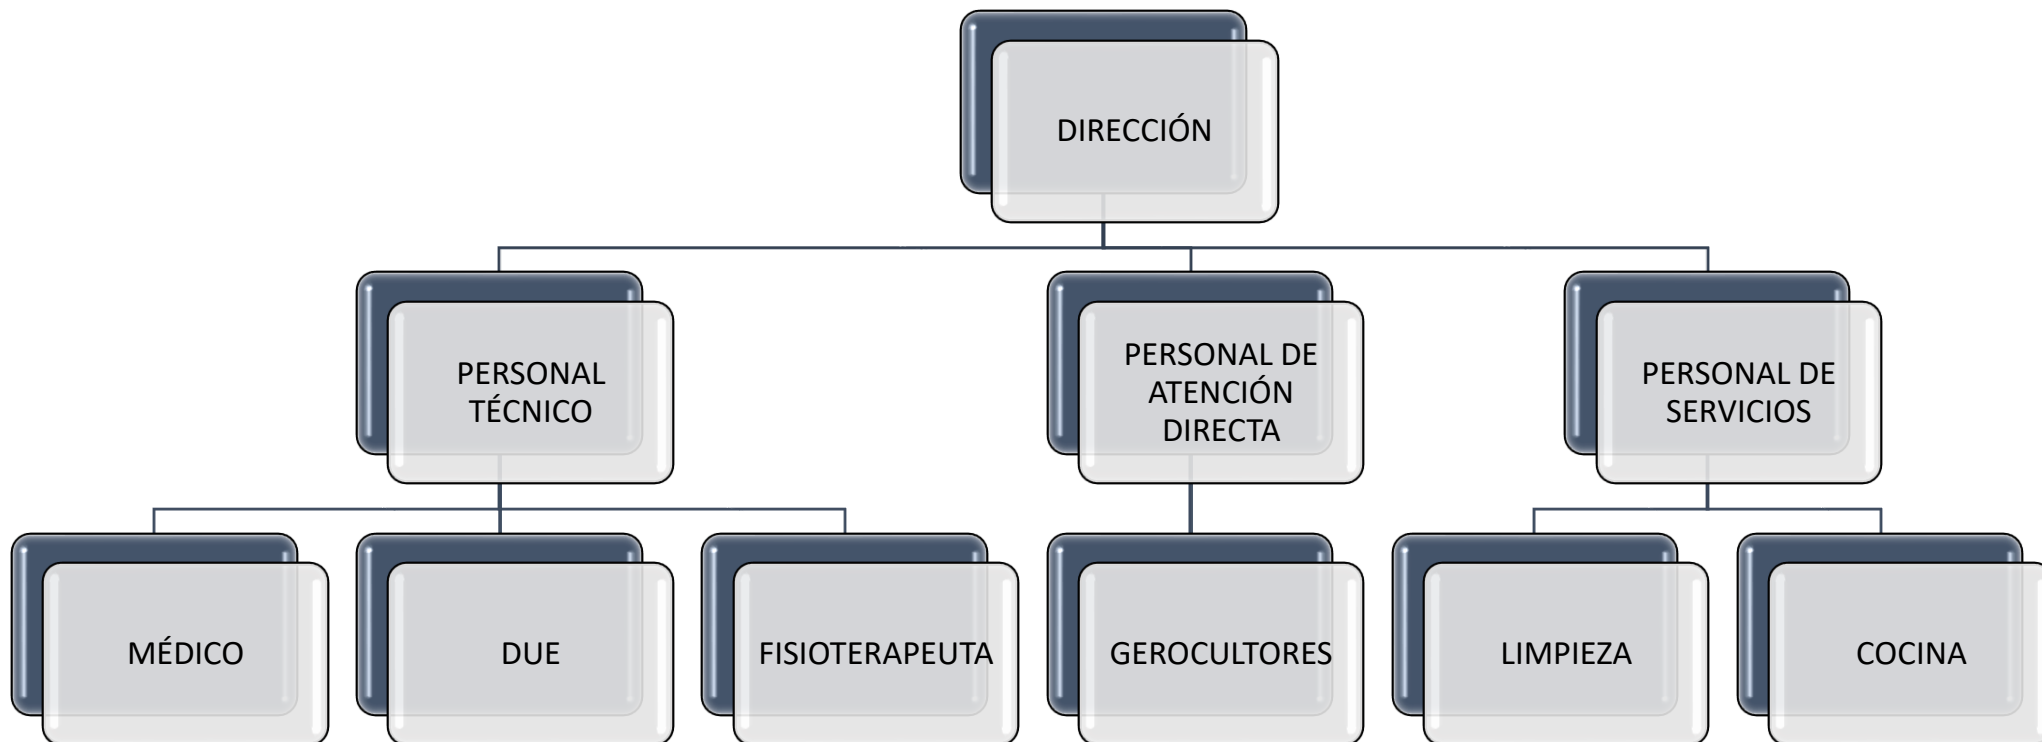 DIRECCIÓN
PERSONAL
TÉCNICO
PERSONAL DE
ATENCIÓN
DIRECTA
PERSONAL DE
SERVICIOS
MÉDICO
DUE
FISIOTERAPEUTA
GEROCULTORES
LIMPIEZA
COCINA